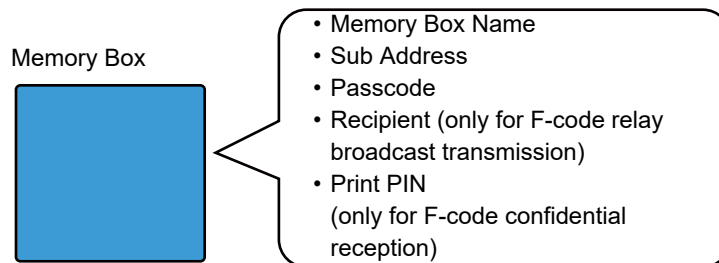 Memory Box
• Memory Box Name
• Sub Address
• Passcode
• Recipient (only for F-code relay
broadcast transmission)
• Print PIN
(only for F-code confidential
reception)